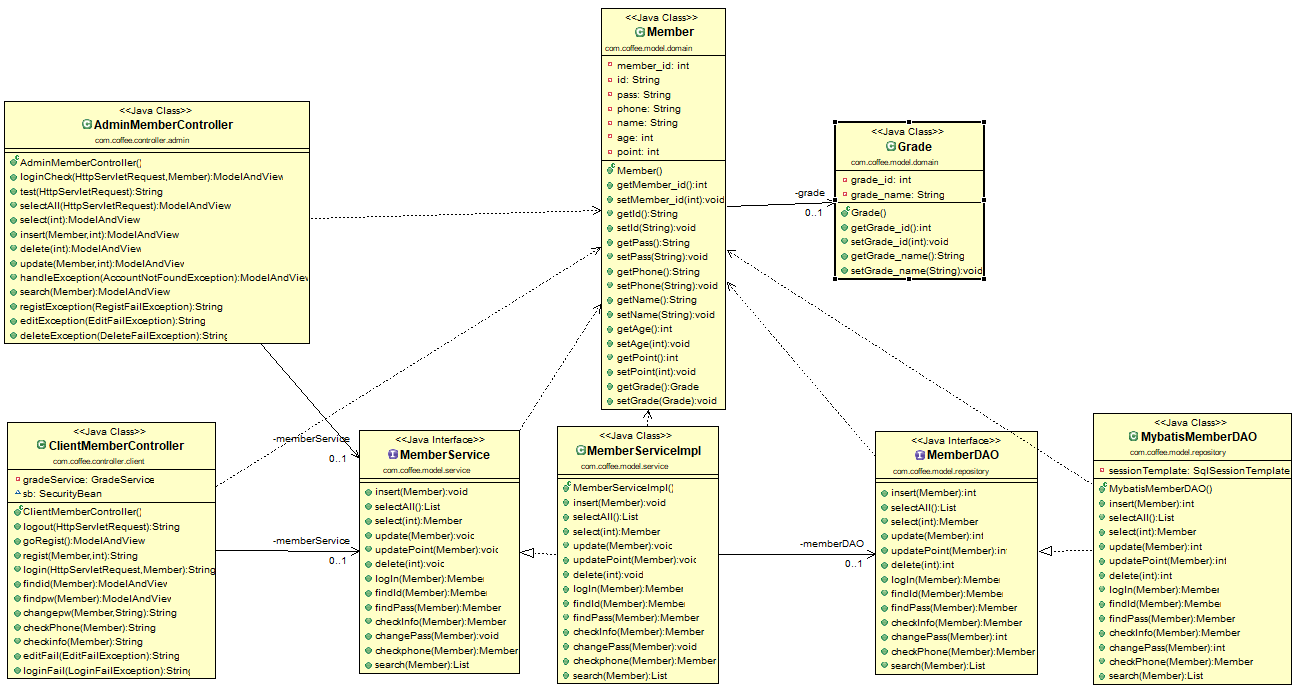 <<Java Class>>
Member
com.coffee.model.domain
member_id: int
id: String
pass: String
phone: String
name: String
age: int
point: int
Member()
getMember_id():int
setMember_id(int):void
getId():String
setId(String):void
getPass():String
setPass(String):void
getPhone():String
setPhone(String):void
getName():String
setName(String):void
getAge():int
setAge(int):void
getPoint():int
setPoint(int):void
getGrade():Grade
setGrade(Grade):void
<<Java Class>>
AdminMemberController
com.coffee.controller.admin
AdminMemberController()
loginCheck(HttpServletRequest,Member):ModelAndView
test(HttpServletRequest):String
selectAll(HttpServletRequest):ModelAndView
select(int):ModelAndView
insert(Member,int):ModelAndView
delete(int):ModelAndView
update(Member,int):ModelAndView
handleException(AccountNotFoundException):ModelAndView
search(Member):ModelAndView
registException(RegistFailException):String
editException(EditFailException):String
deleteException(DeleteFailException):String
-grade
0..1
<<Java Class>>
Grade
com.coffee.model.domain
grade_id: int
grade_name: String
Grade()
getGrade_id():int
setGrade_id(int):void
getGrade_name():String
setGrade_name(String):void
<<Java Class>>
ClientMemberController
com.coffee.controller.client
gradeService: GradeService
sb: SecurityBean
ClientMemberController()
logout(HttpServletRequest):String
goRegist():ModelAndView
regist(Member,int):String
login(HttpServletRequest,Member):String
findid(Member):ModelAndView
findpw(Member):ModelAndView
changepw(Member,String):String
checkPhone(Member):String
checkinfo(Member):String
editFail(EditFailException):String
loginFail(LoginFailException):String
-memberService
0..1
-memberService
0..1
<<Java Interface>>
MemberService
com.coffee.model.service
insert(Member):void
selectAll():List
select(int):Member
update(Member):void
updatePoint(Member):void
delete(int):void
logIn(Member):Member
findId(Member):Member
findPass(Member):Member
checkInfo(Member):Member
changePass(Member):void
checkphone(Member):Member
search(Member):List
<<Java Class>>
MemberServiceImpl
com.coffee.model.service
MemberServiceImpl()
insert(Member):void
selectAll():List
select(int):Member
update(Member):void
updatePoint(Member):void
delete(int):void
logIn(Member):Member
findId(Member):Member
findPass(Member):Member
checkInfo(Member):Member
changePass(Member):void
checkphone(Member):Member
search(Member):List
-memberDAO
0..1
<<Java Interface>>
MemberDAO
com.coffee.model.repository
insert(Member):int
selectAll():List
select(int):Member
update(Member):int
updatePoint(Member):int
delete(int):int
logIn(Member):Member
findId(Member):Member
findPass(Member):Member
checkInfo(Member):Member
changePass(Member):int
checkPhone(Member):Member
search(Member):List
<<Java Class>>
MybatisMemberDAO
com.coffee.model.repository
sessionTemplate: SqlSessionTemplate
MybatisMemberDAO()
insert(Member):int
selectAll():List
select(int):Member
update(Member):int
updatePoint(Member):int
delete(int):int
logIn(Member):Member
findId(Member):Member
findPass(Member):Member
checkInfo(Member):Member
changePass(Member):int
checkPhone(Member):Member
search(Member):List